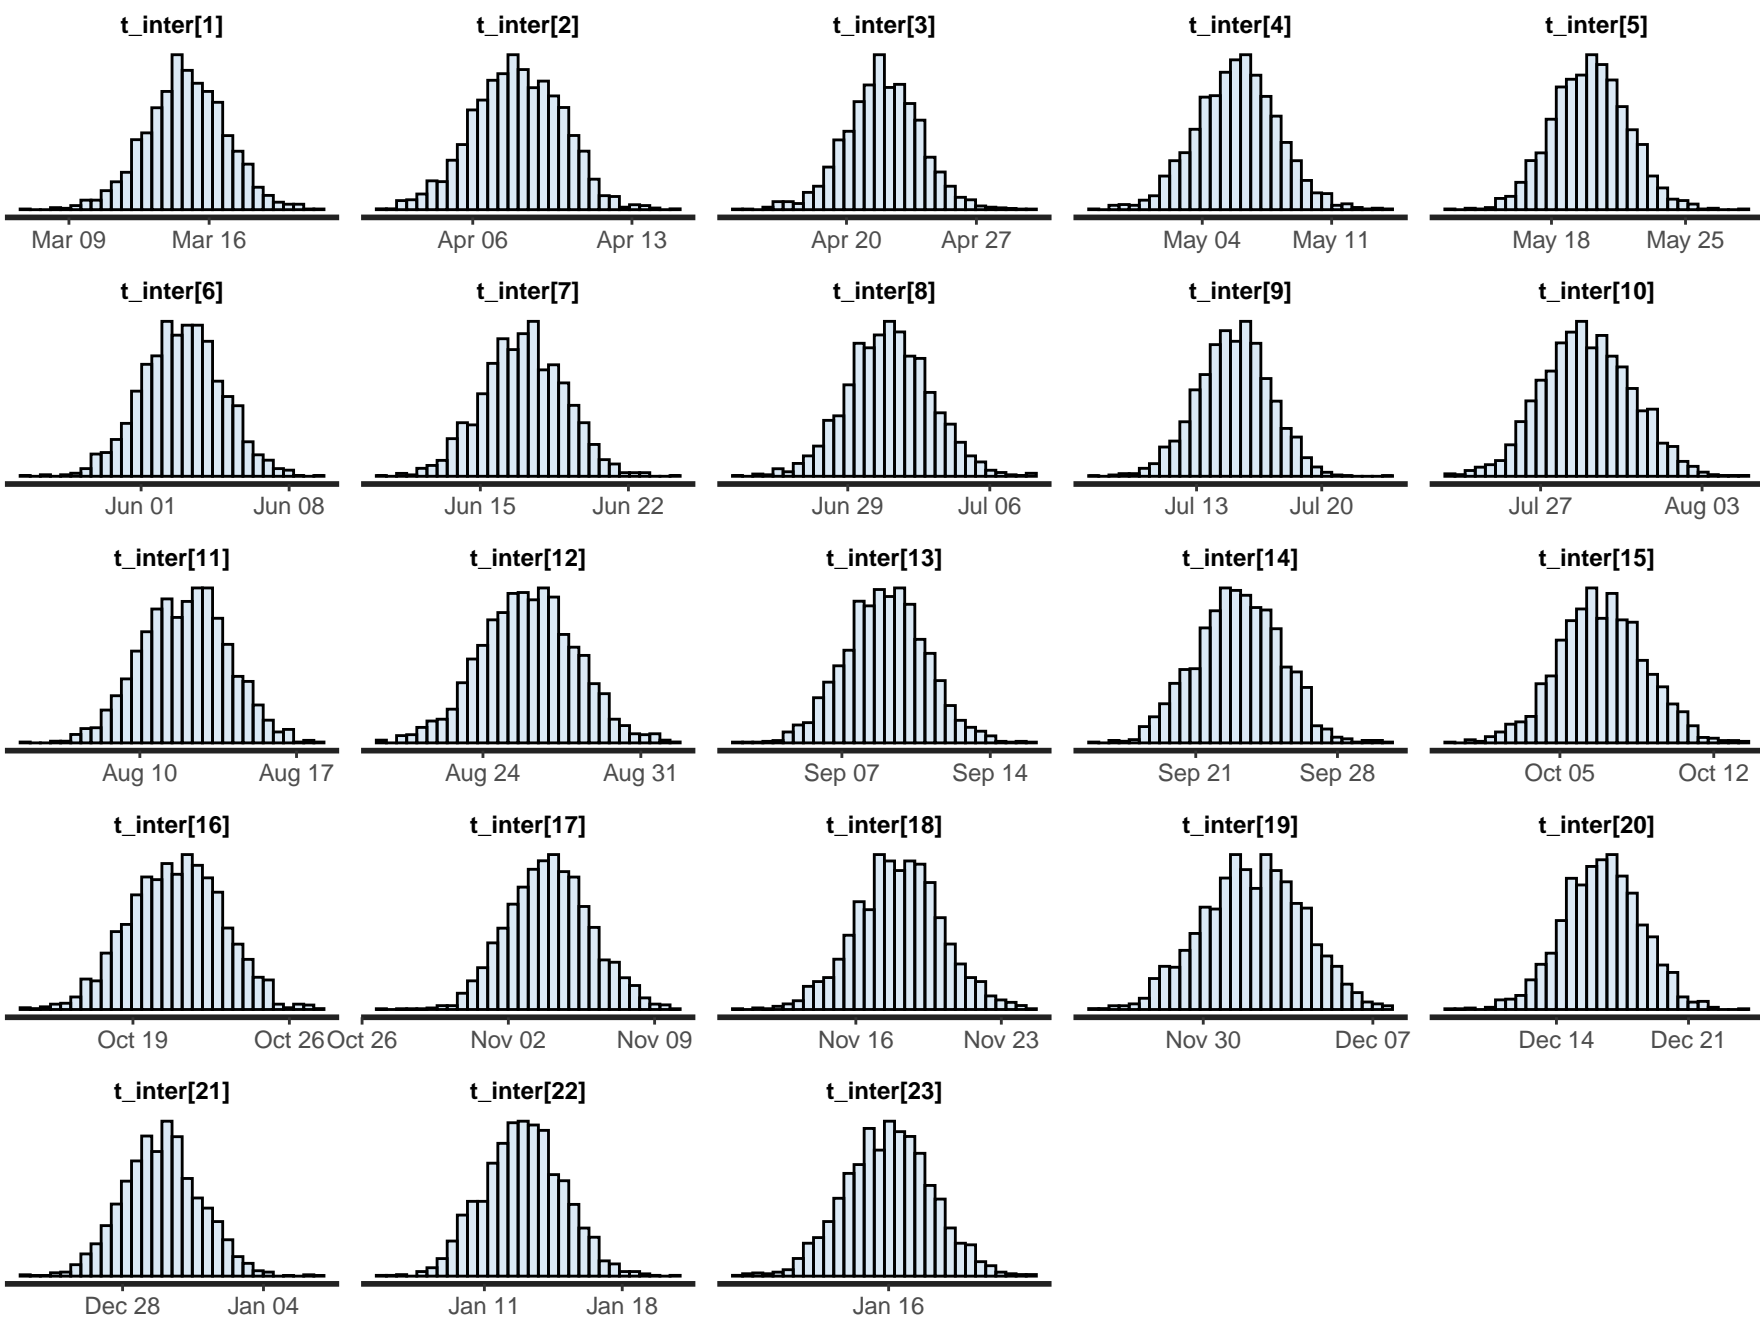 t_inter[1] t_inter[2] t_inter[3] t_inter[4] t_inter[5]
Mar 09 Mar 16 Apr 06 Apr 13 Apr 20 Apr 27 May 04 May 11 May 18 May 25
t_inter[6] t_inter[7] t_inter[8] t_inter[9] t_inter[10]
Jun 01 Jun 08 Jun 15 Jun 22 Jun 29 Jul 06 Jul 13 Jul 20 Jul 27 Aug 03
t_inter[11] t_inter[12] t_inter[13] t_inter[14] t_inter[15]
Aug 10 Aug 17 Aug 24 Aug 31 Sep 07 Sep 14 Sep 21 Sep 28 Oct 05 Oct 12
t_inter[16] t_inter[17] t_inter[18] t_inter[19] t_inter[20]
Oct 19 Oct 26 Oct 26 Nov 02 Nov 09 Nov 16 Nov 23 Nov 30 Dec 07 Dec 14 Dec 21
t_inter[21] t_inter[22] t_inter[23]
Dec 28 Jan 04 Jan 11 Jan 18 Jan 16